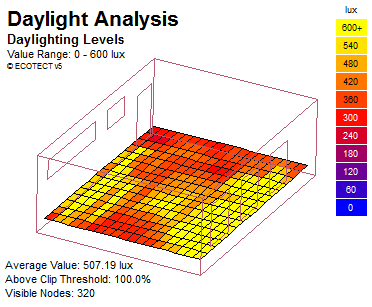 Daylight Analysis
Daylighting Levels
Value Range: 0 - 600 lux
© ECOTECT v5
lux
600+
540
480
420
360
300
240
180
120
60
0
Average Value: 507.19 lux
Above Clip Threshold: 100.0%
Visible Nodes: 320